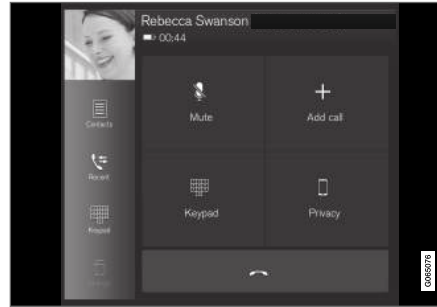 Rebecca Swanson
00:44
Contacts
Mute
Add call
Recent
Keypad
Keypad
Privacy
G065076